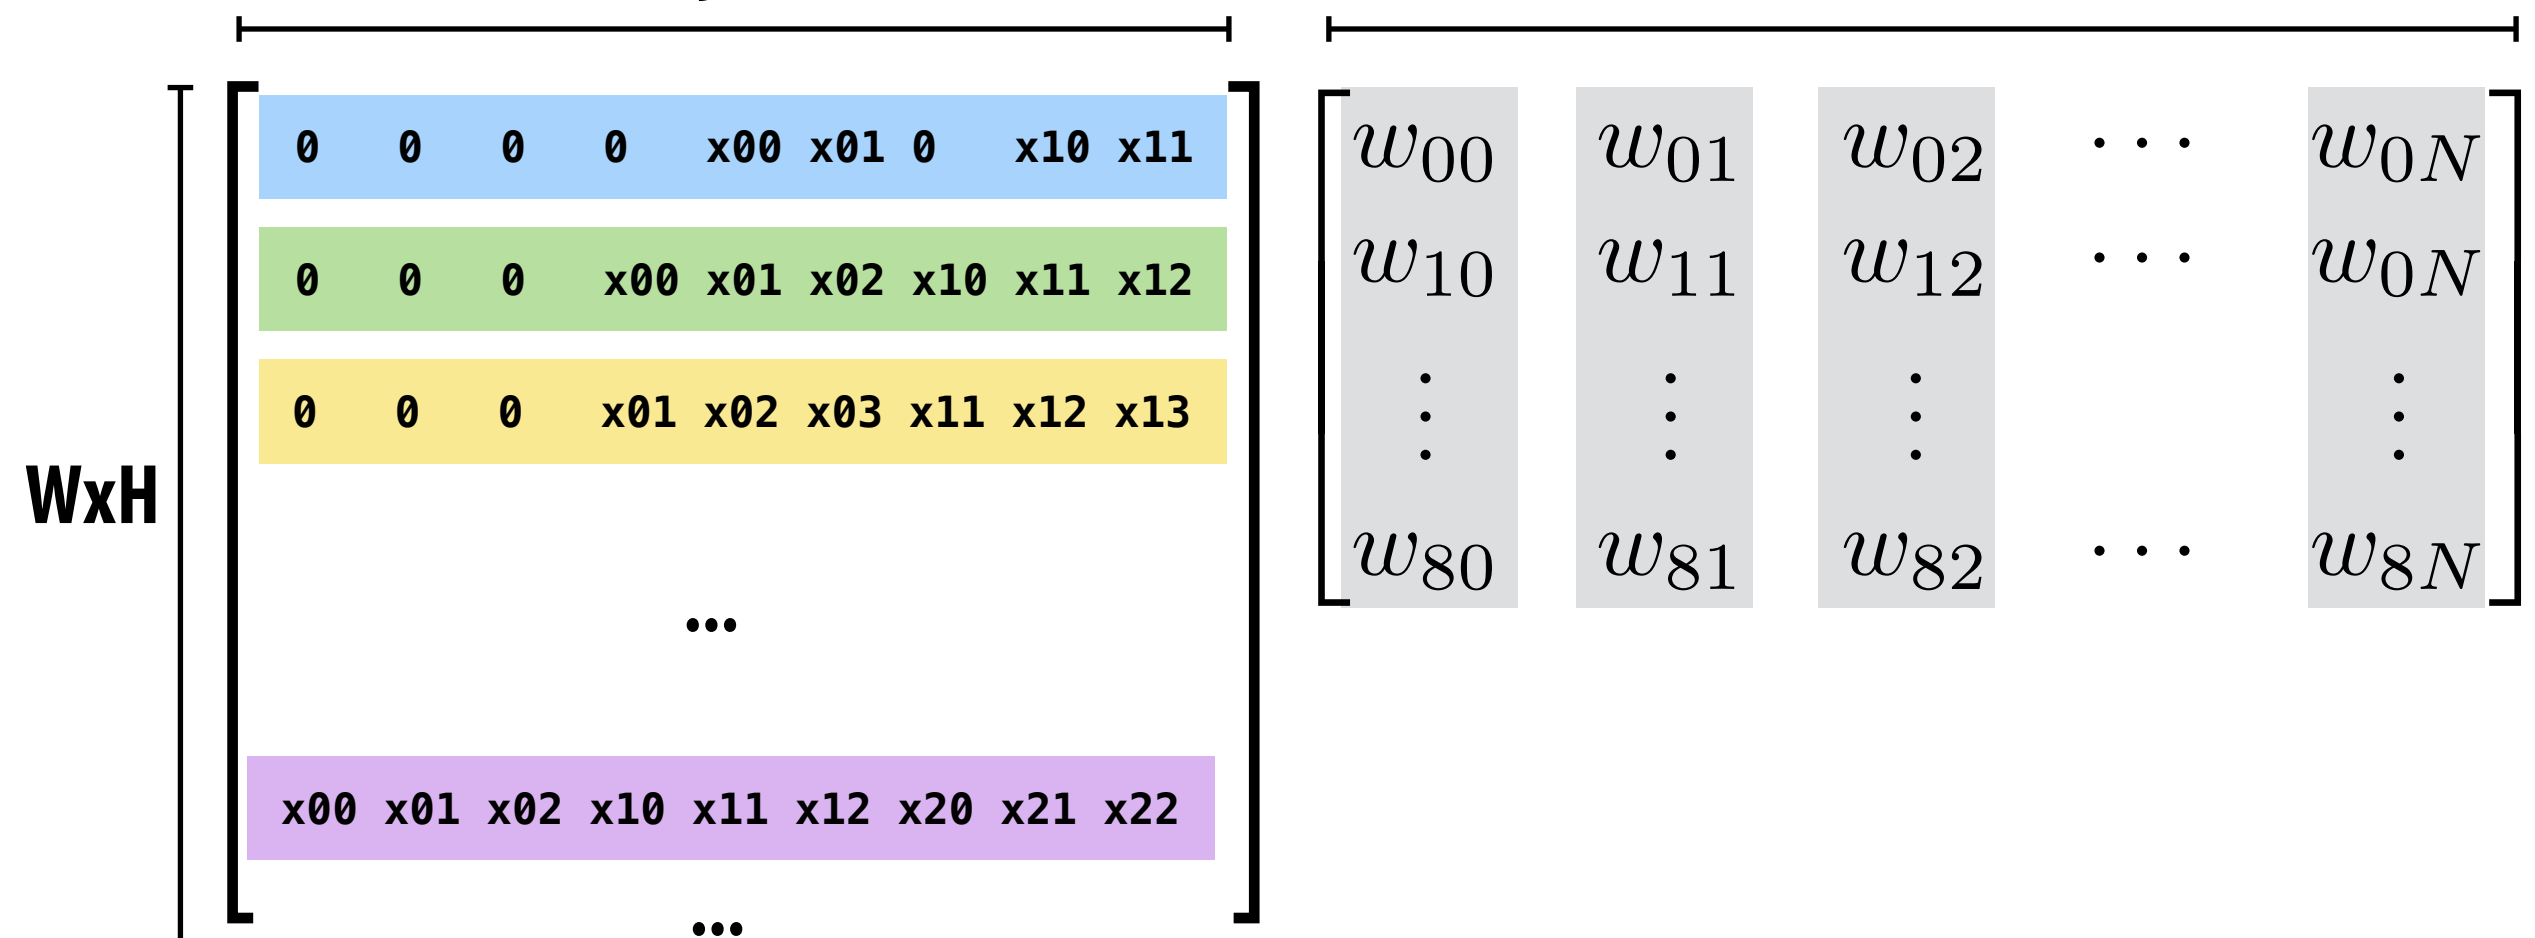 0 0 0 0 x00 x01 0 x10 x11
0 0 0 x00 x01 x02 x10 x11 x12
0 0 0 x01 x02 x03 x11 x12 x13
WxH
...
x00 x01 x02 x10 x11 x12 x20 x21 x22
...
w00 w01 w02 ··· w0N
w10 w11 w12 ··· w0N
⋮ ⋮ ⋮ ⋮
w80 w81 w82 ··· w8N